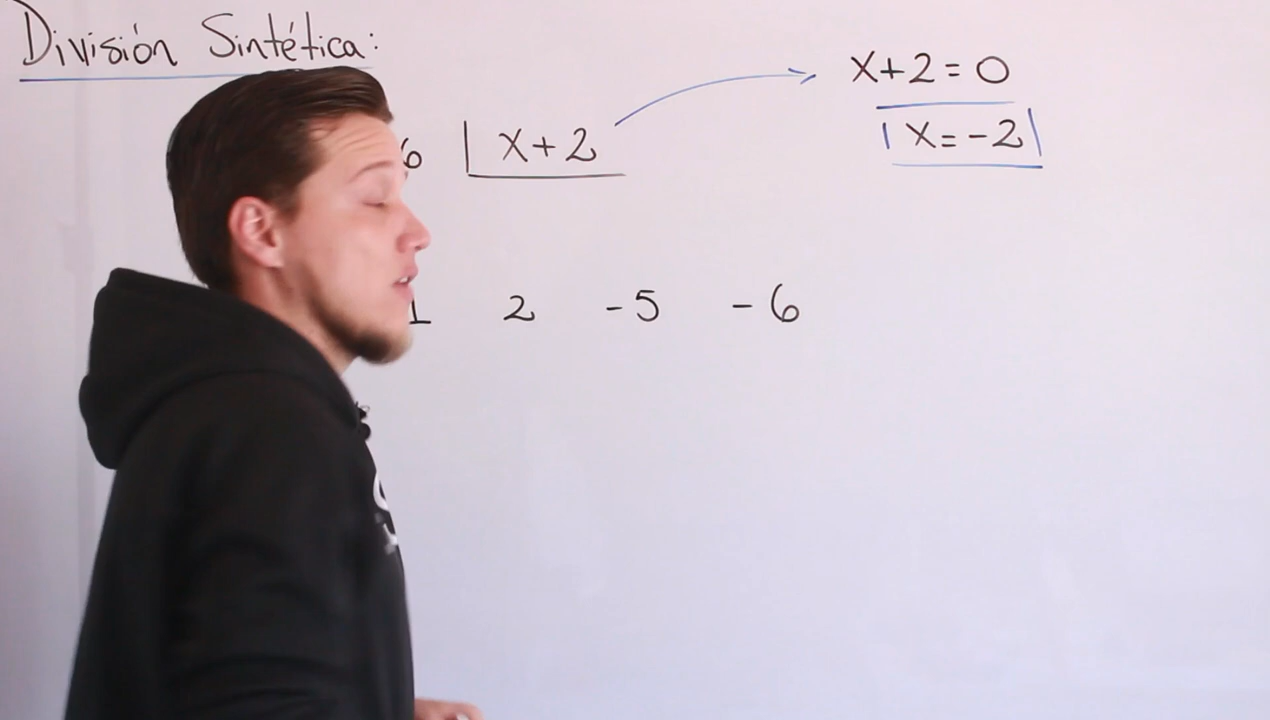 División Sintética:
x+2=0
6 x+2
x=-2
1 2 -5 -6